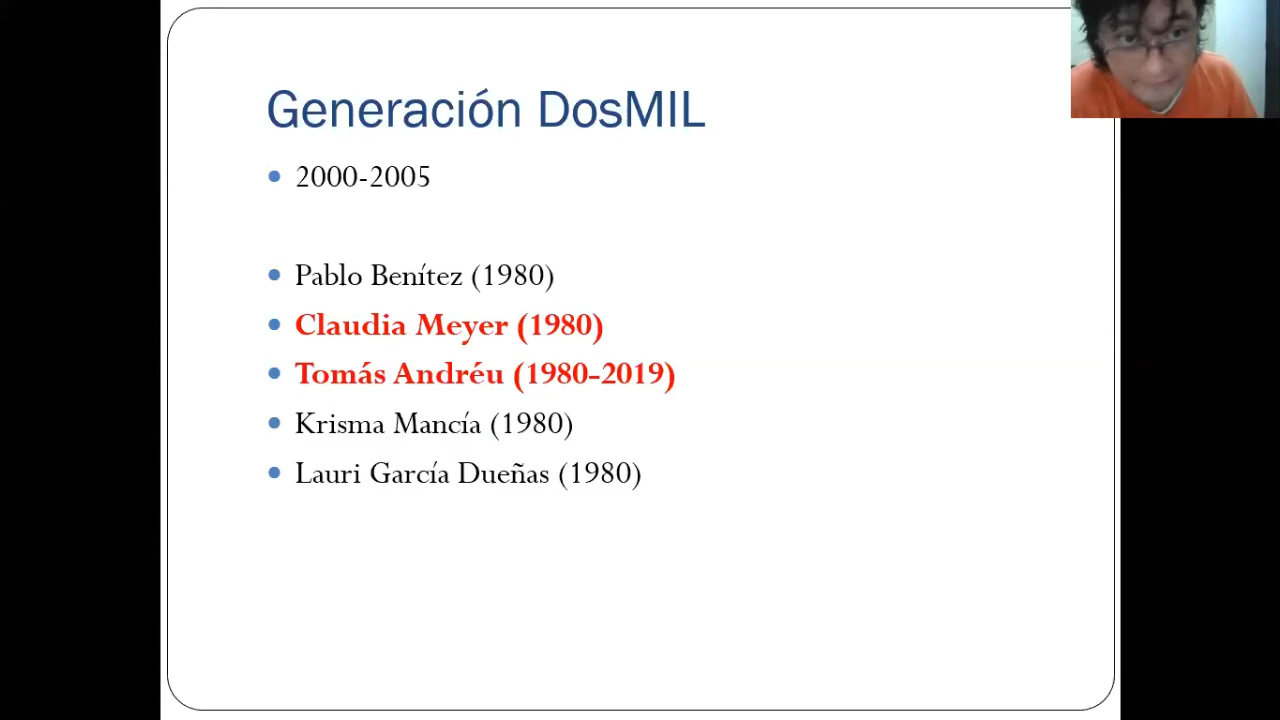 Generación DosMIL
2000-2005
Pablo Benítez (1980)
Claudia Meyer (1980)
Tomás Andréu (1980-2019)
Krisma Mancía (1980)
Lauri García Dueñas (1980)